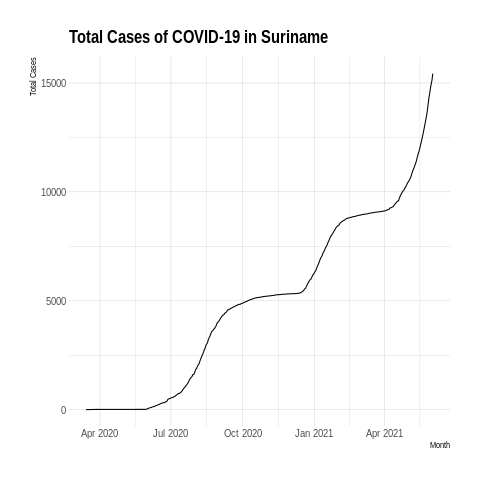 Total Cases of COVID-19 in Suriname
Total Cases
15000
10000
5000
0
Apr 2020
Jul 2020
Oct 2020
Jan 2021
Apr 2021
Month